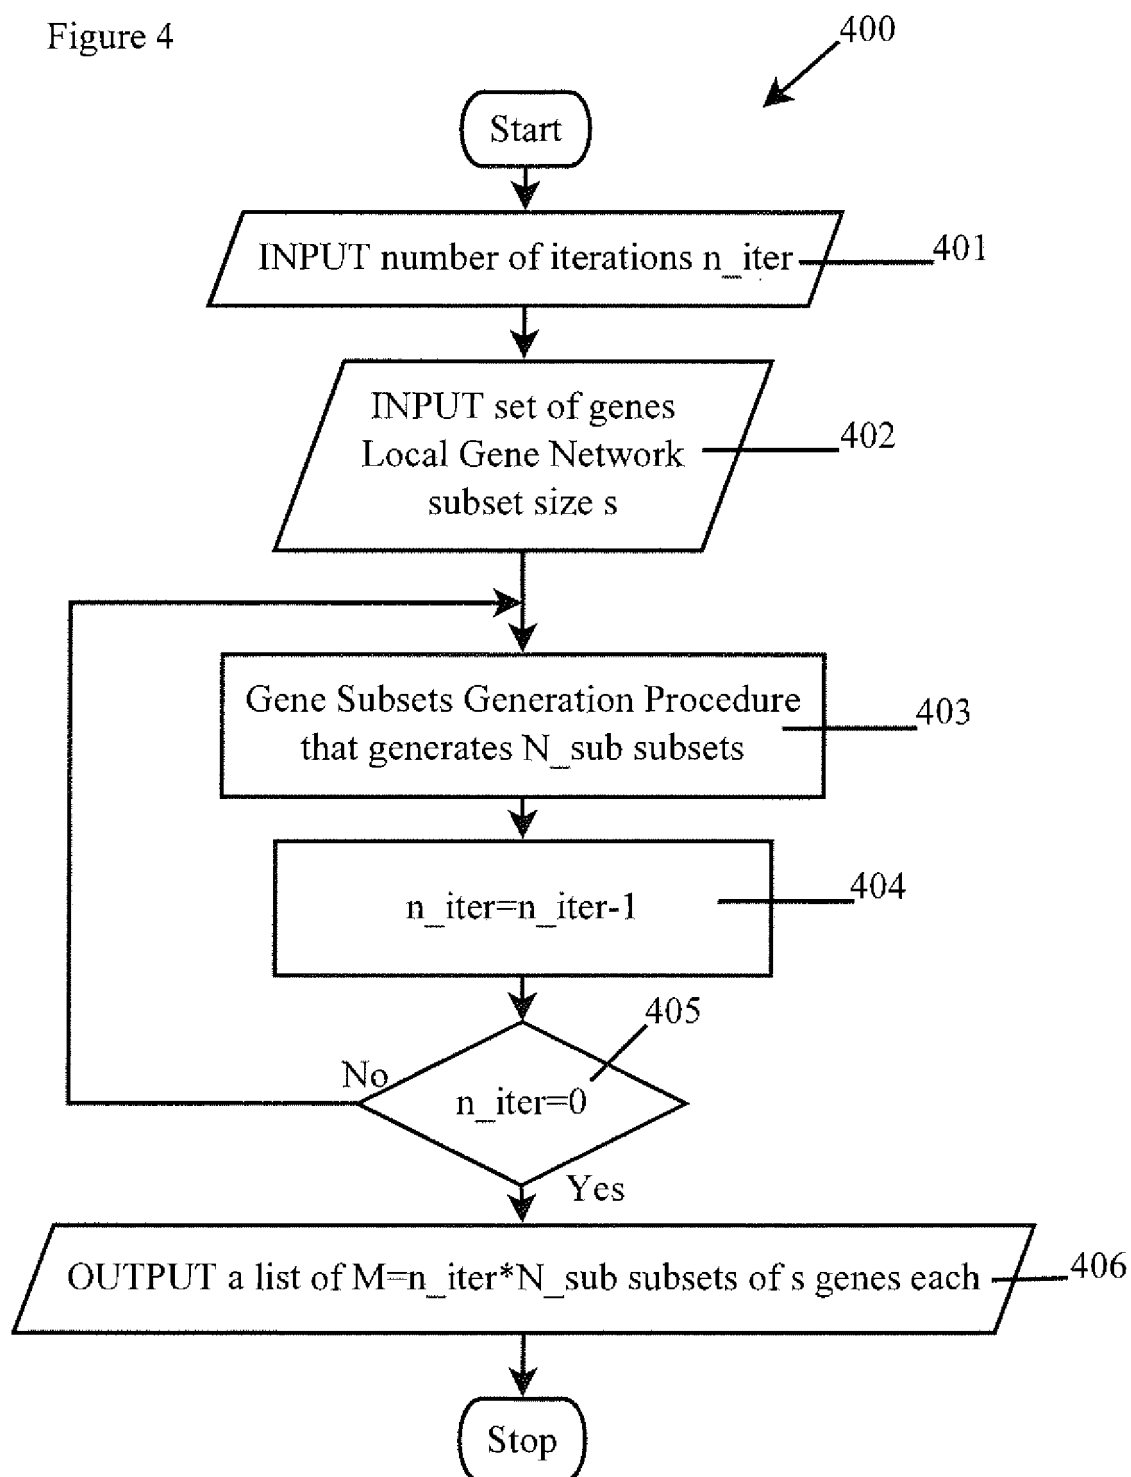 Figure 4
400
Start
INPUT number of iterations n_iter
401
INPUT set of genes
Local Gene Network
subset size s
402
Gene Subsets Generation Procedure
that generates N_sub subsets
403
n_iter=n_iter-1
404
405
No
n_iter=0
Yes
OUTPUT a list of M=n_iter*N_sub subsets of s genes each
406
Stop